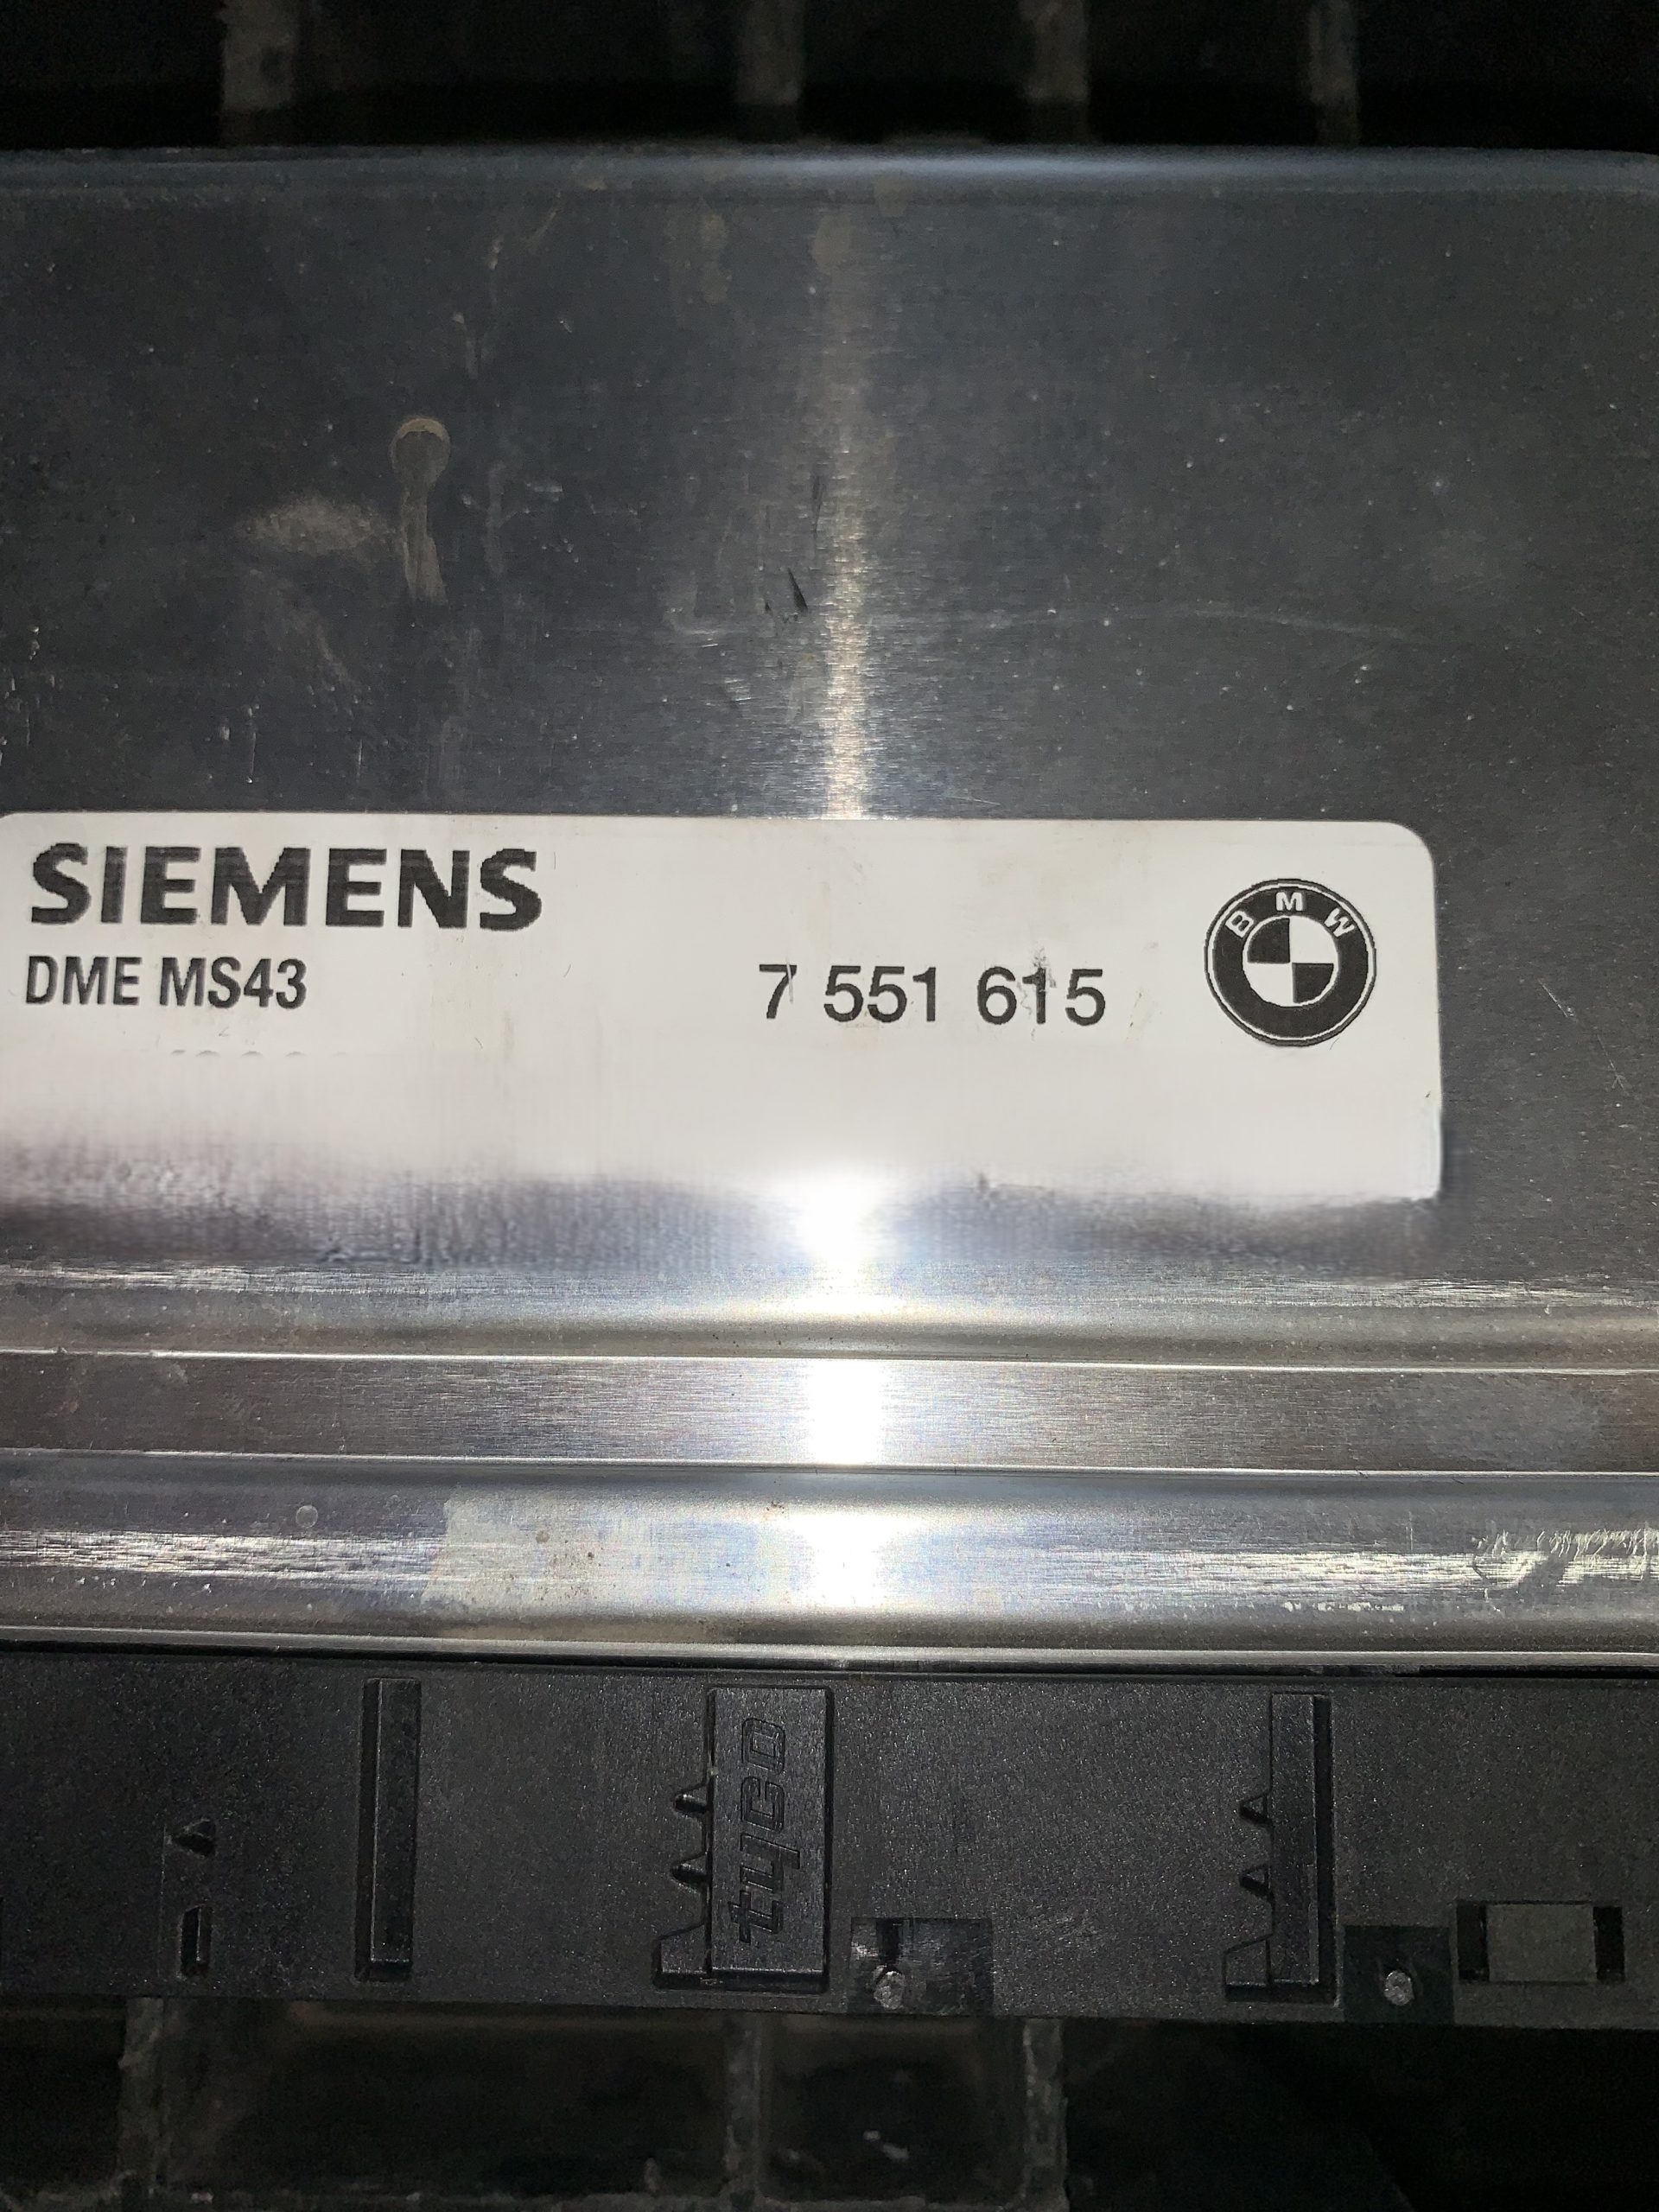 SIEMENS
BMW
DME MS43
7 551 615
tyco